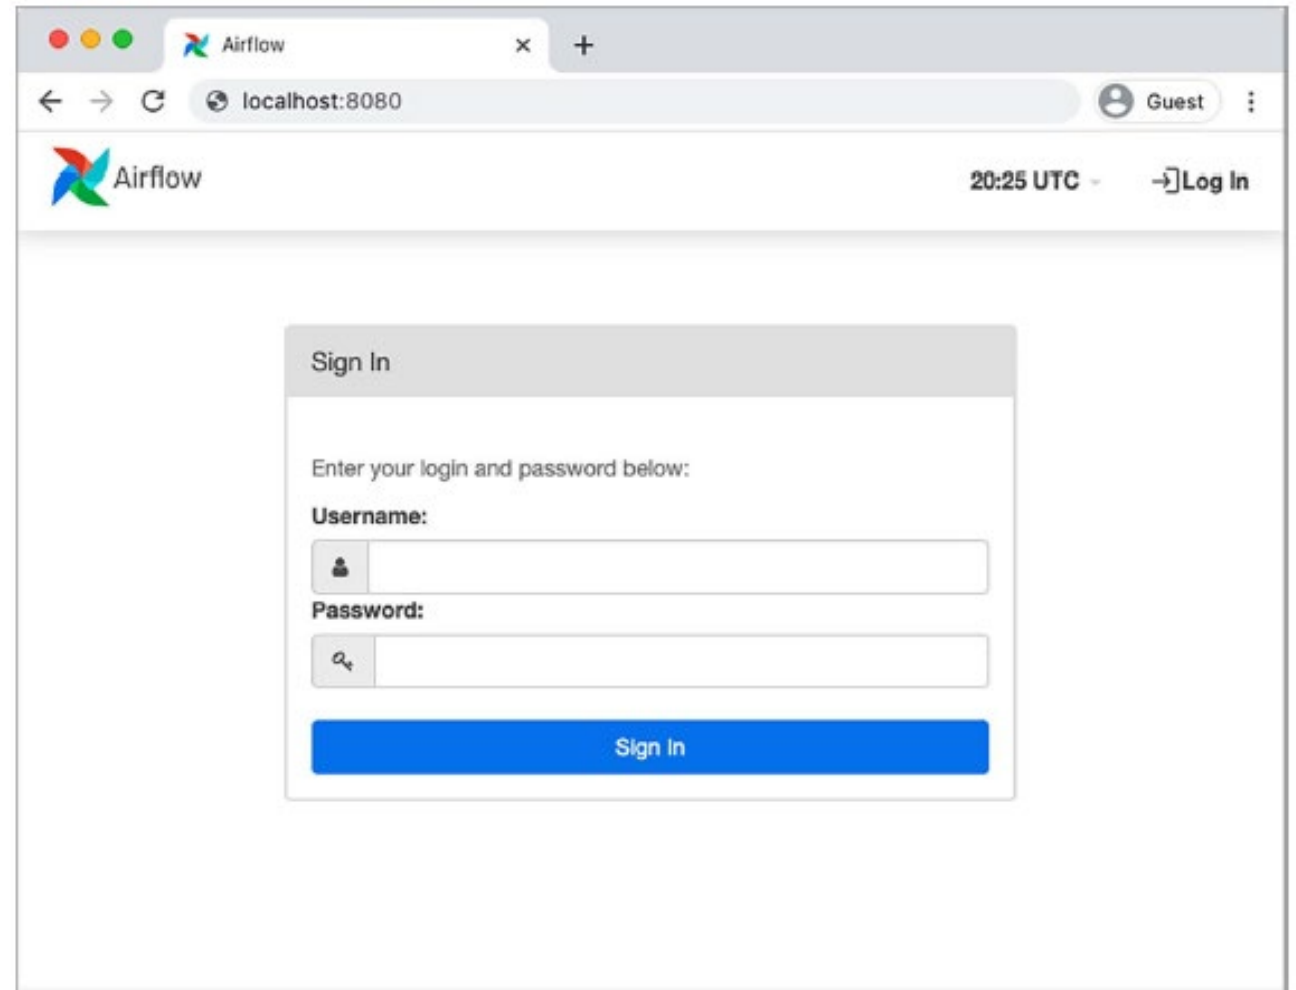 Airflow
localhost:8080
Guest
Airflow
20:25 UTC
Log In
Sign In
Enter your login and password below:
Username:
Password:
Sign In